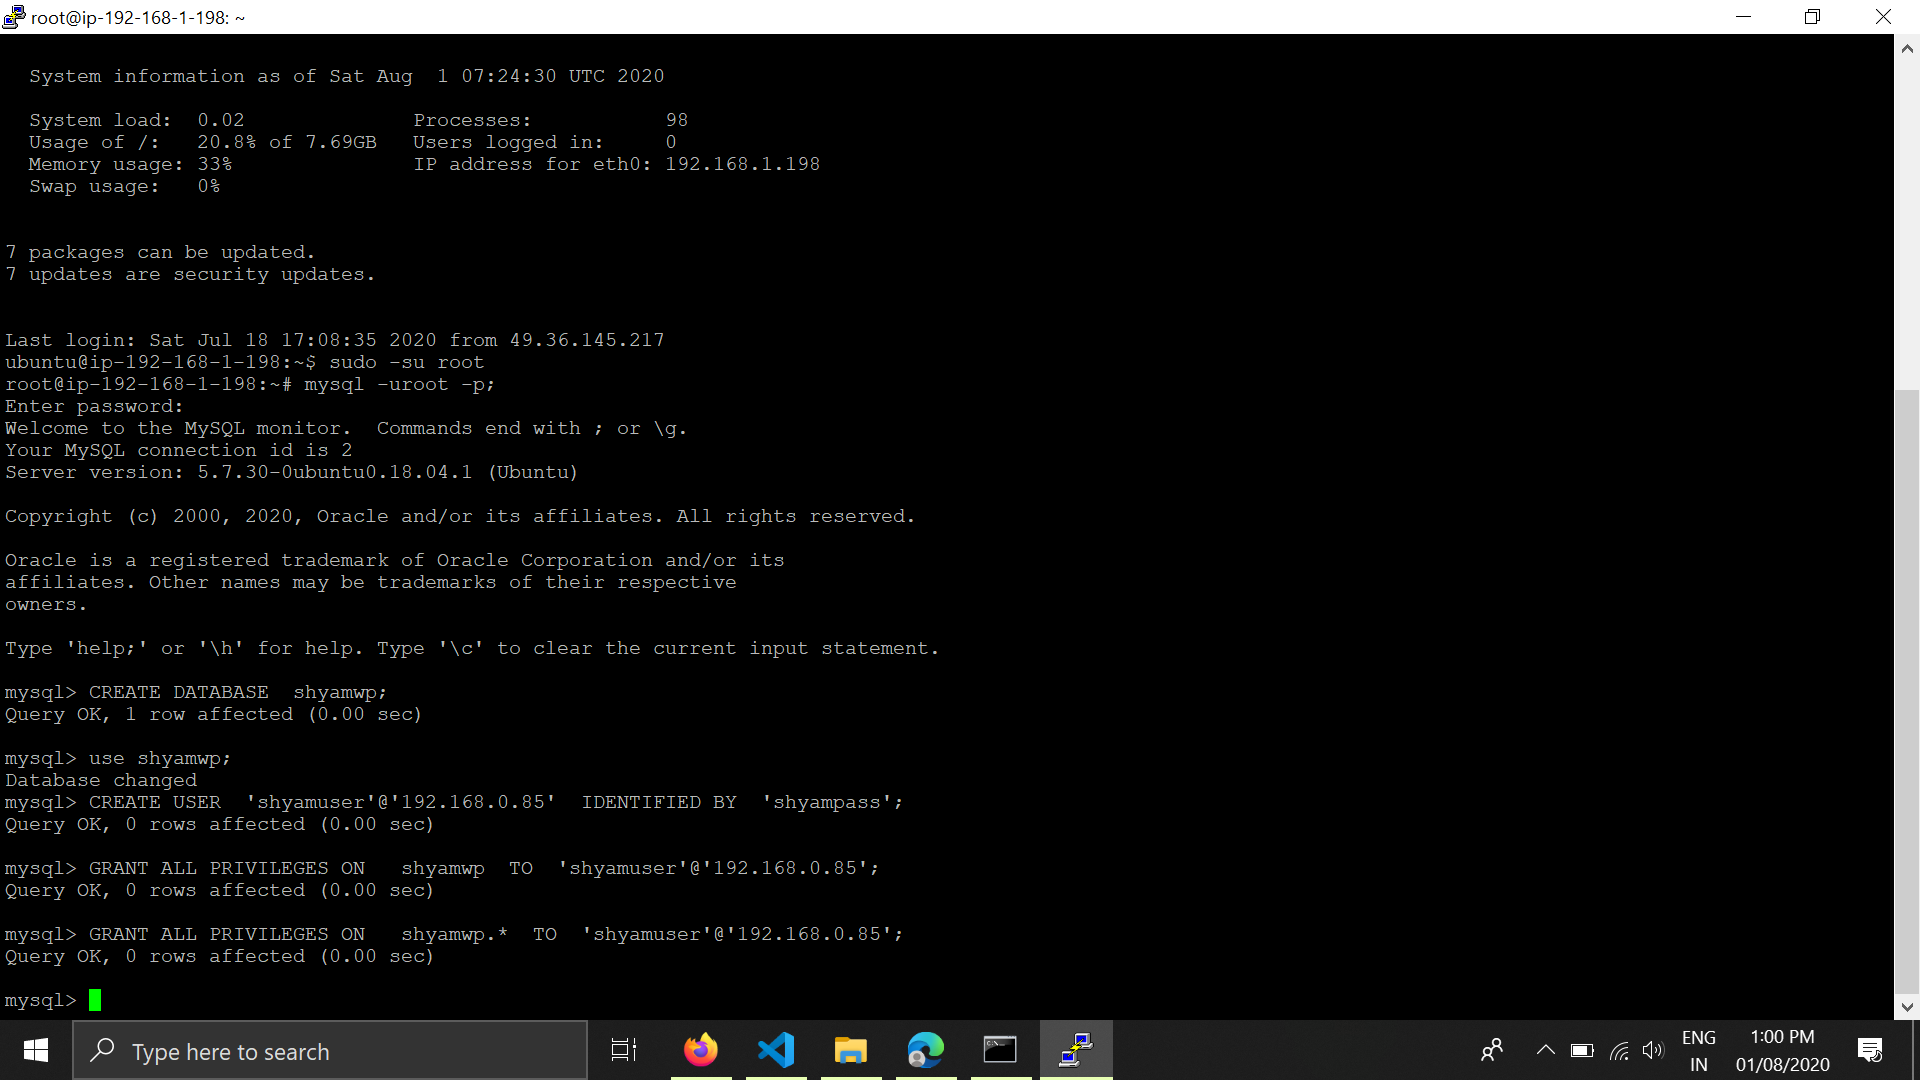 root@ip-192-168-1-198: ~
System information as of Sat Aug  1 07:24:30 UTC 2020
System load:  0.02              Processes:           98
Usage of /:   20.8% of 7.69GB   Users logged in:     0
Memory usage: 33%               IP address for eth0: 192.168.1.198
Swap usage:   0%
7 packages can be updated.
7 updates are security updates.
Last login: Sat Jul 18 17:08:35 2020 from 49.36.145.217
ubuntu@ip-192-168-1-198:~$ sudo -su root
root@ip-192-168-1-198:~# mysql -uroot -p;
Enter password:
Welcome to the MySQL monitor.  Commands end with ; or \g.
Your MySQL connection id is 2
Server version: 5.7.30-0ubuntu0.18.04.1 (Ubuntu)
Copyright (c) 2000, 2020, Oracle and/or its affiliates. All rights reserved.
Oracle is a registered trademark of Oracle Corporation and/or its
affiliates. Other names may be trademarks of their respective
owners.
Type 'help;' or '\h' for help. Type '\c' to clear the current input statement.
mysql> CREATE DATABASE  shyamwp;
Query OK, 1 row affected (0.00 sec)
mysql> use shyamwp;
Database changed
mysql> CREATE USER  'shyamuser'@'192.168.0.85'  IDENTIFIED BY  'shyampass';
Query OK, 0 rows affected (0.00 sec)
mysql> GRANT ALL PRIVILEGES ON   shyamwp  TO  'shyamuser'@'192.168.0.85';
Query OK, 0 rows affected (0.00 sec)
mysql> GRANT ALL PRIVILEGES ON   shyamwp.*  TO  'shyamuser'@'192.168.0.85';
Query OK, 0 rows affected (0.00 sec)
mysql>
Type here to search
ENG
IN
1:00 PM
01/08/2020